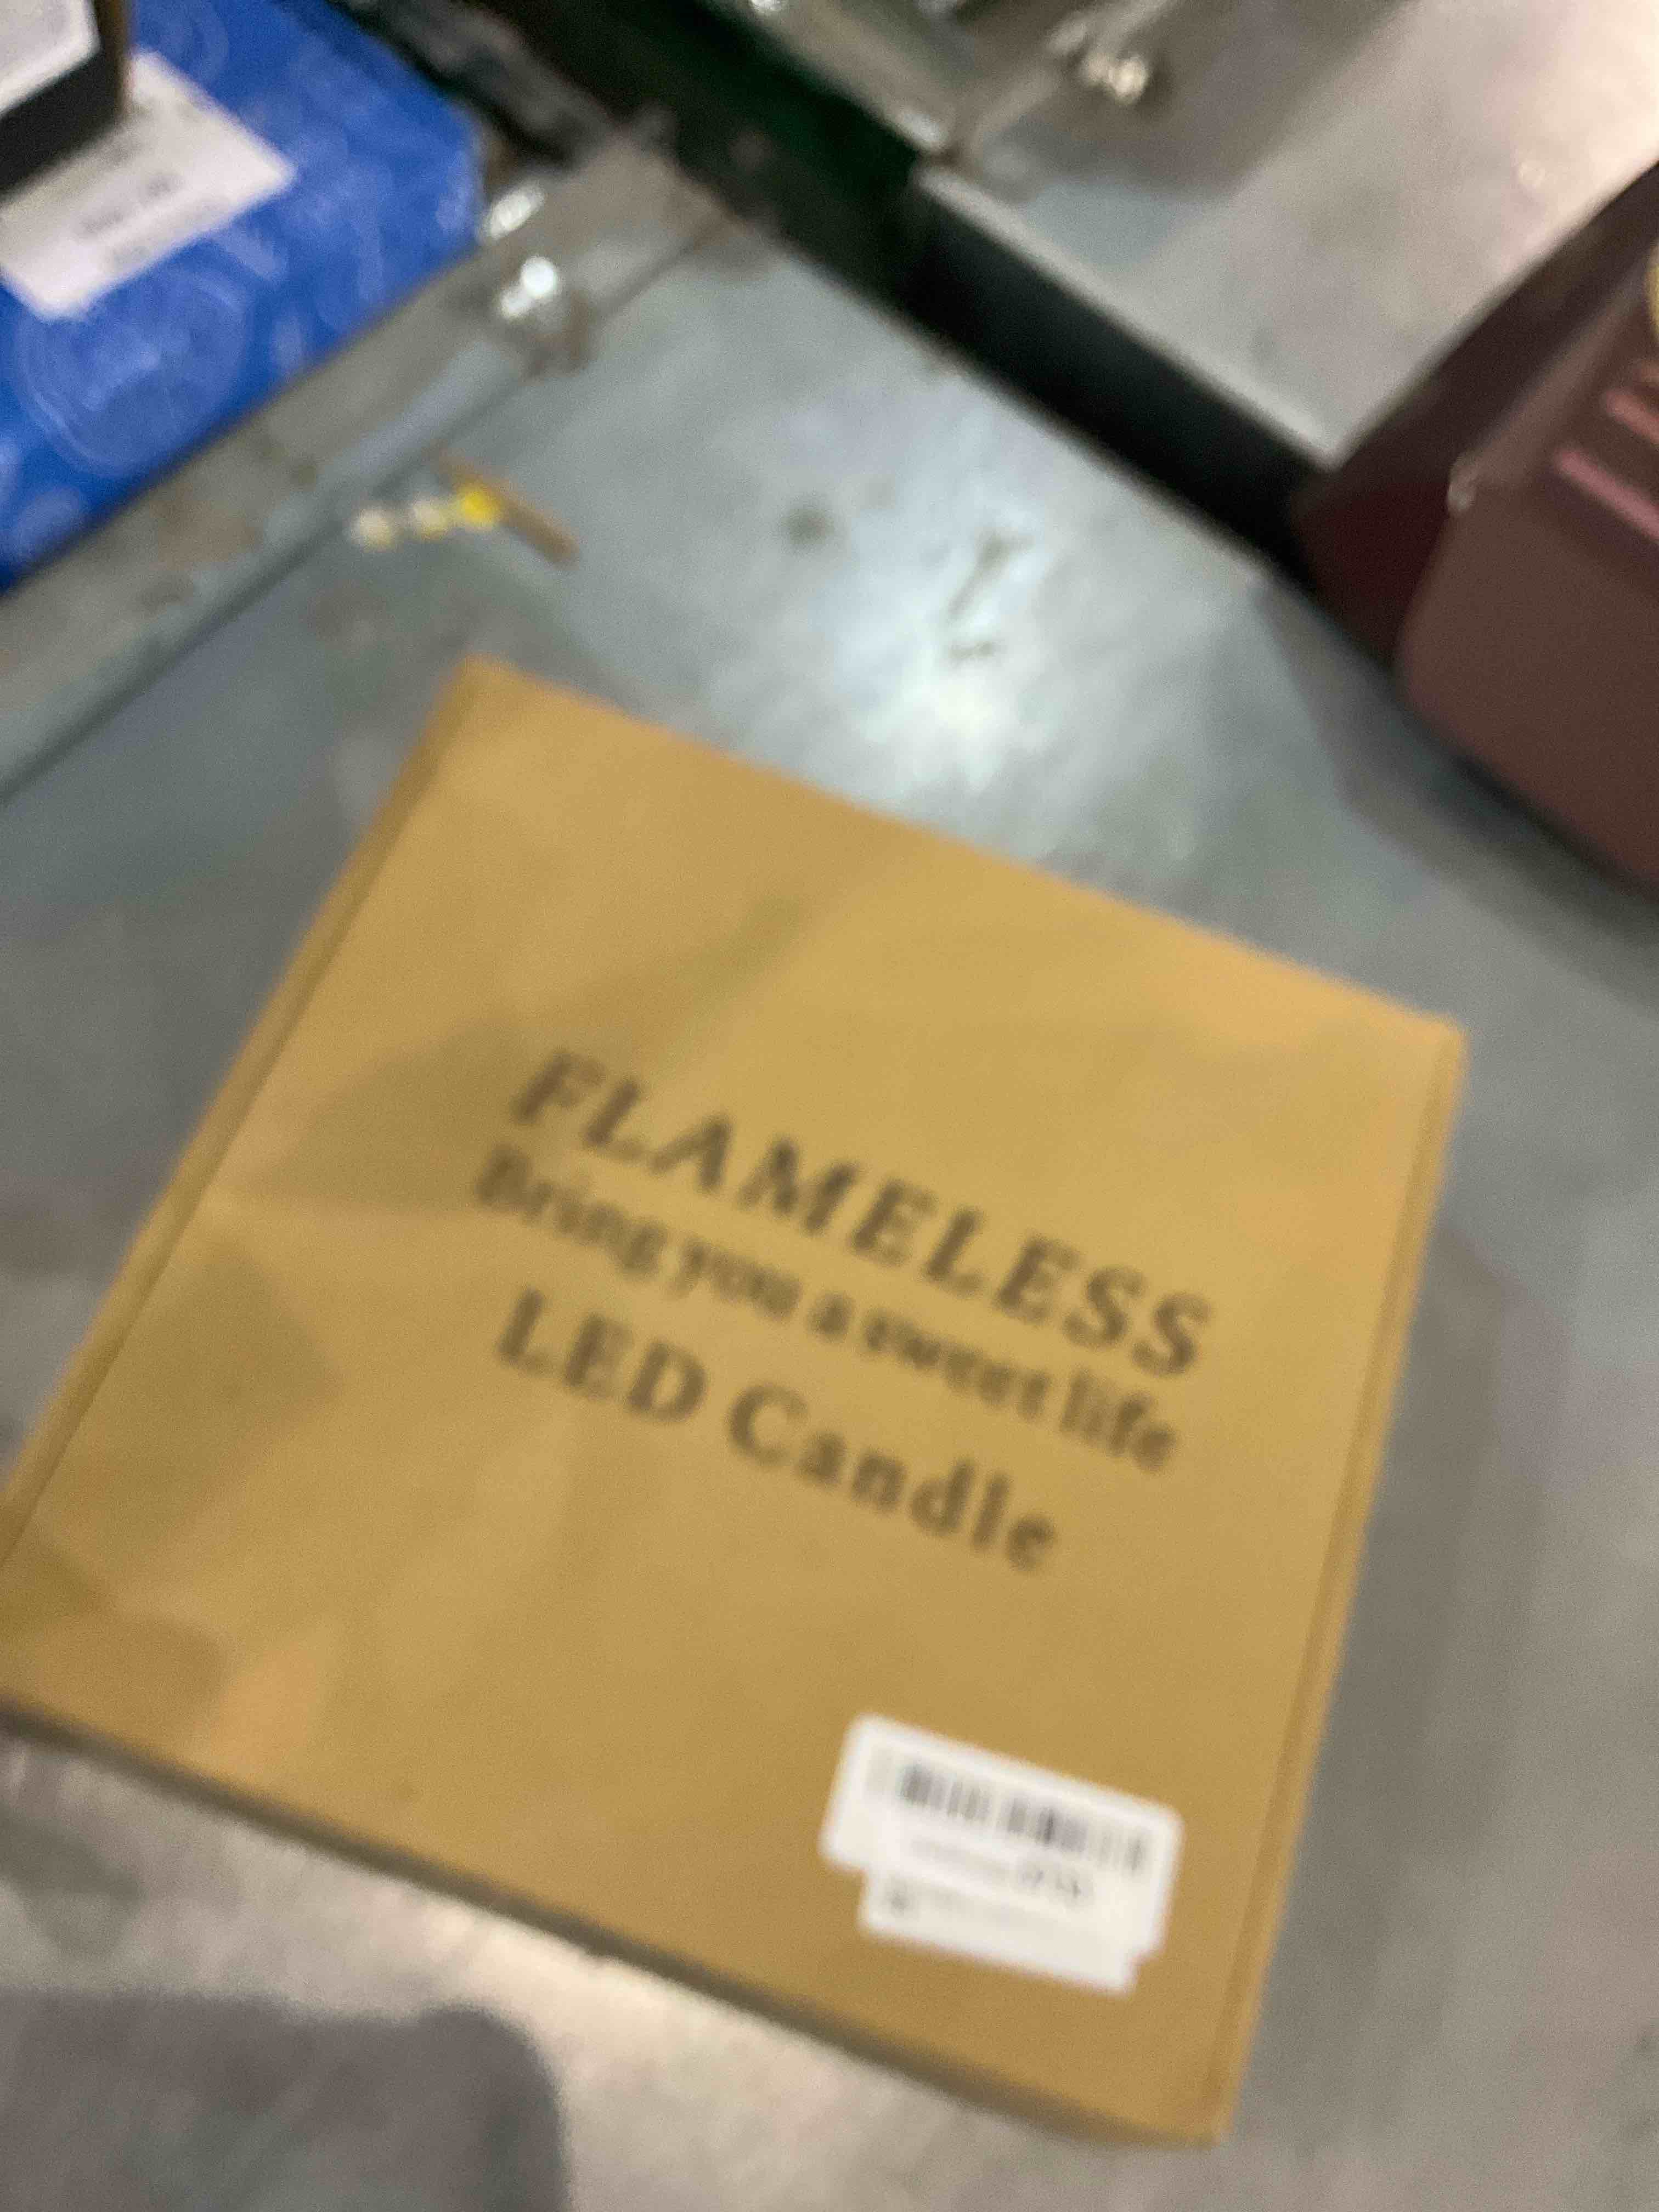 FLAMELESS
Bring you a sweet life
LED Candle